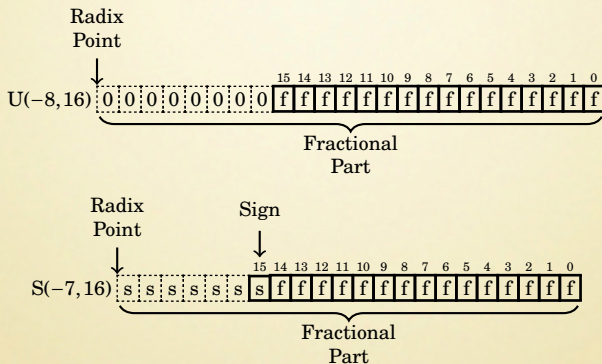 Radix
Point
15 14 13 12 11 10 9 8 7 6 5 4 3 2 1 0
U(−8,16) 0 0 0 0 0 0 0 0 f f f f f f f f f f f f f f f f
Fractional
Part
Radix
Point
Sign
15 14 13 12 11 10 9 8 7 6 5 4 3 2 1 0
S(−7,16) s s s s s s s f f f f f f f f f f f f f f f
Fractional
Part